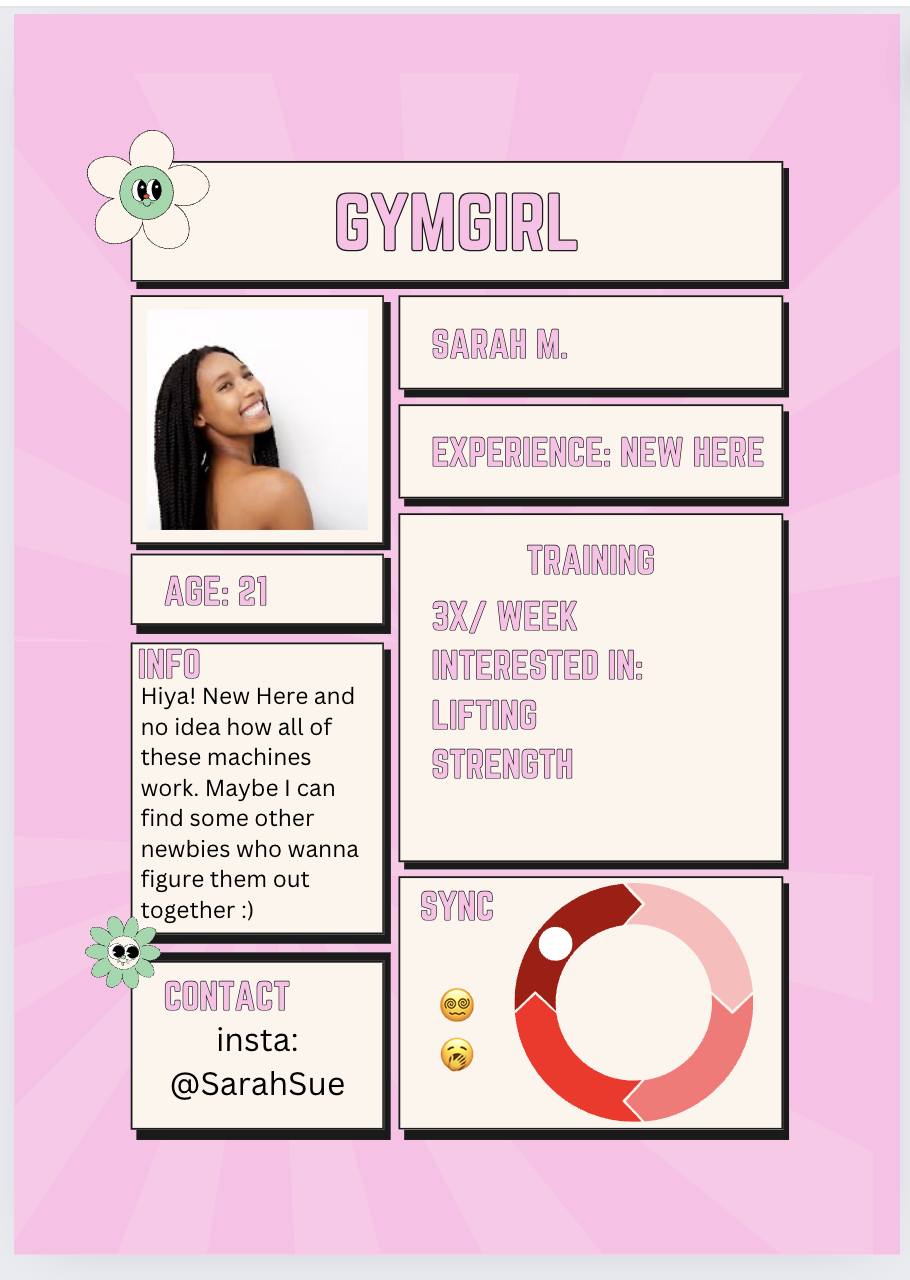 GYMGIRL
SARAH M.
EXPERIENCE: NEW HERE
AGE: 21
INFO
Hiya! New Here and
no idea how all of
these machines
work. Maybe I can
find some other
newbies who wanna
figure them out
together :)
TRAINING
3X/ WEEK
INTERESTED IN:
LIFTING
STRENGTH
CONTACT
insta:
@SarahSue
SYNC